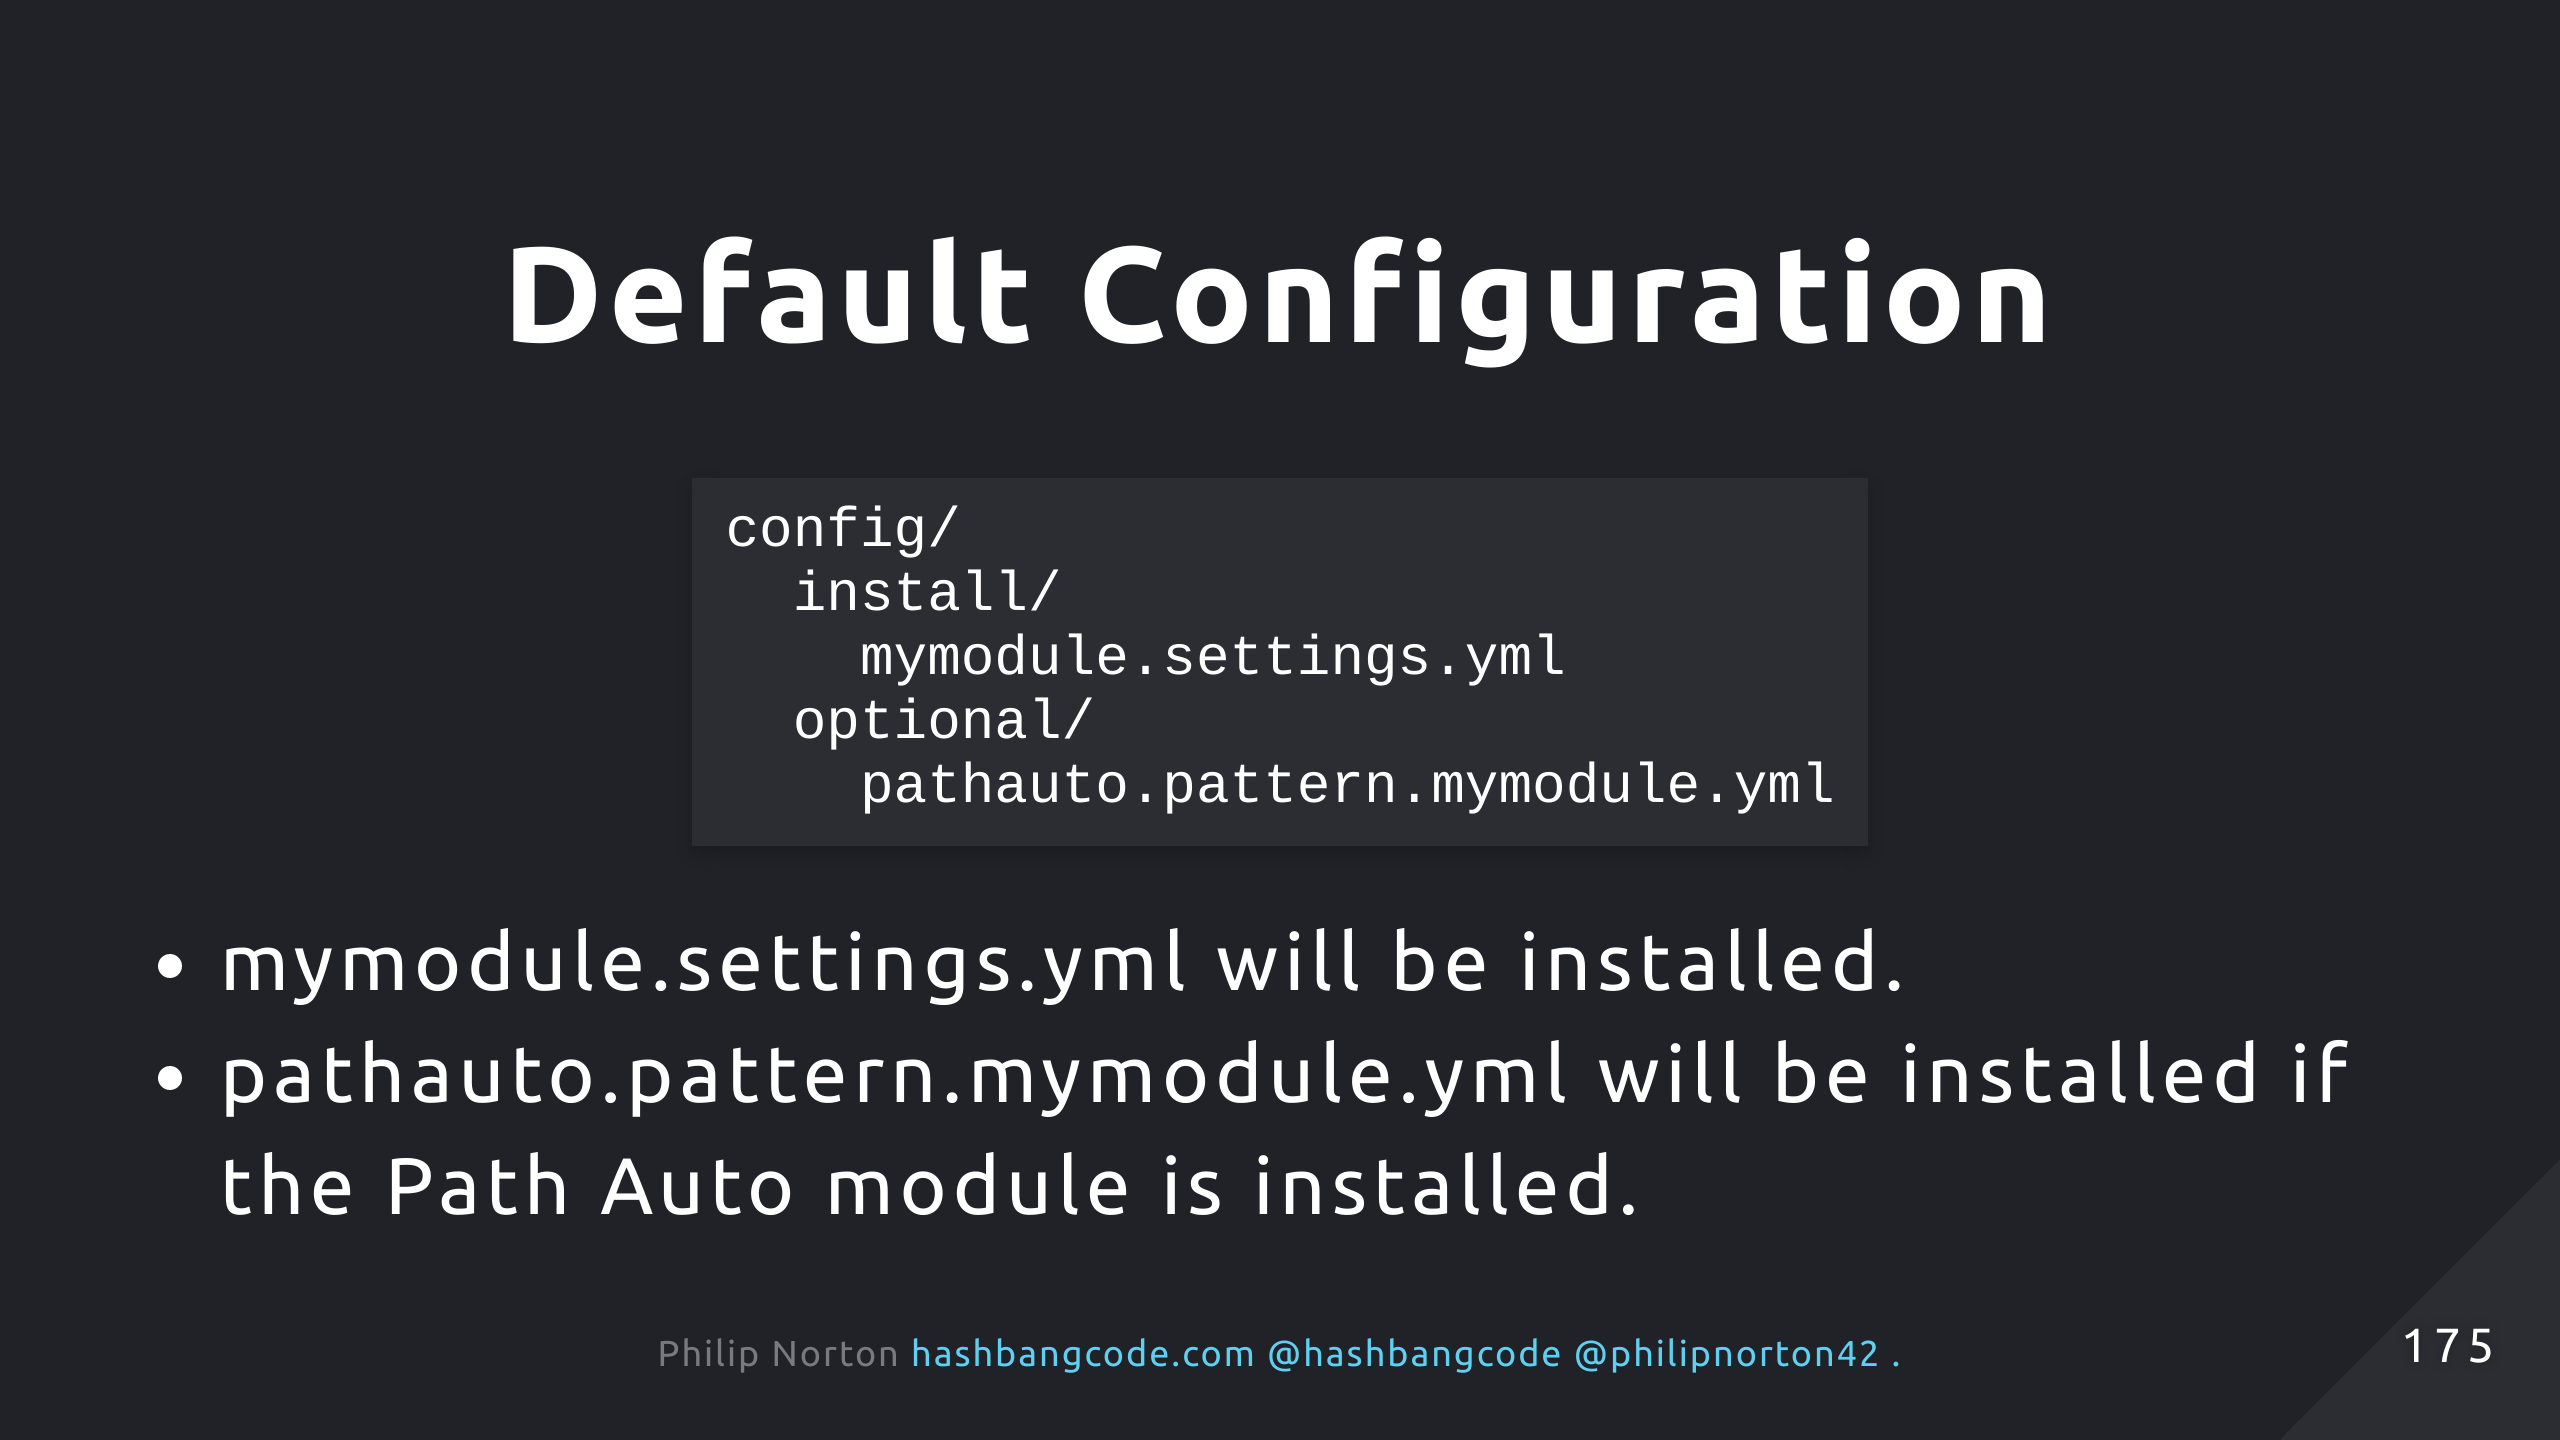 Default Configuration
config/
  install/
    mymodule.settings.yml
  optional/
    pathauto.pattern.mymodule.yml
• mymodule.settings.yml will be installed.
• pathauto.pattern.mymodule.yml will be installed if
the Path Auto module is installed.
Philip Norton hashbangcode.com @hashbangcode @philipnorton42 .
175